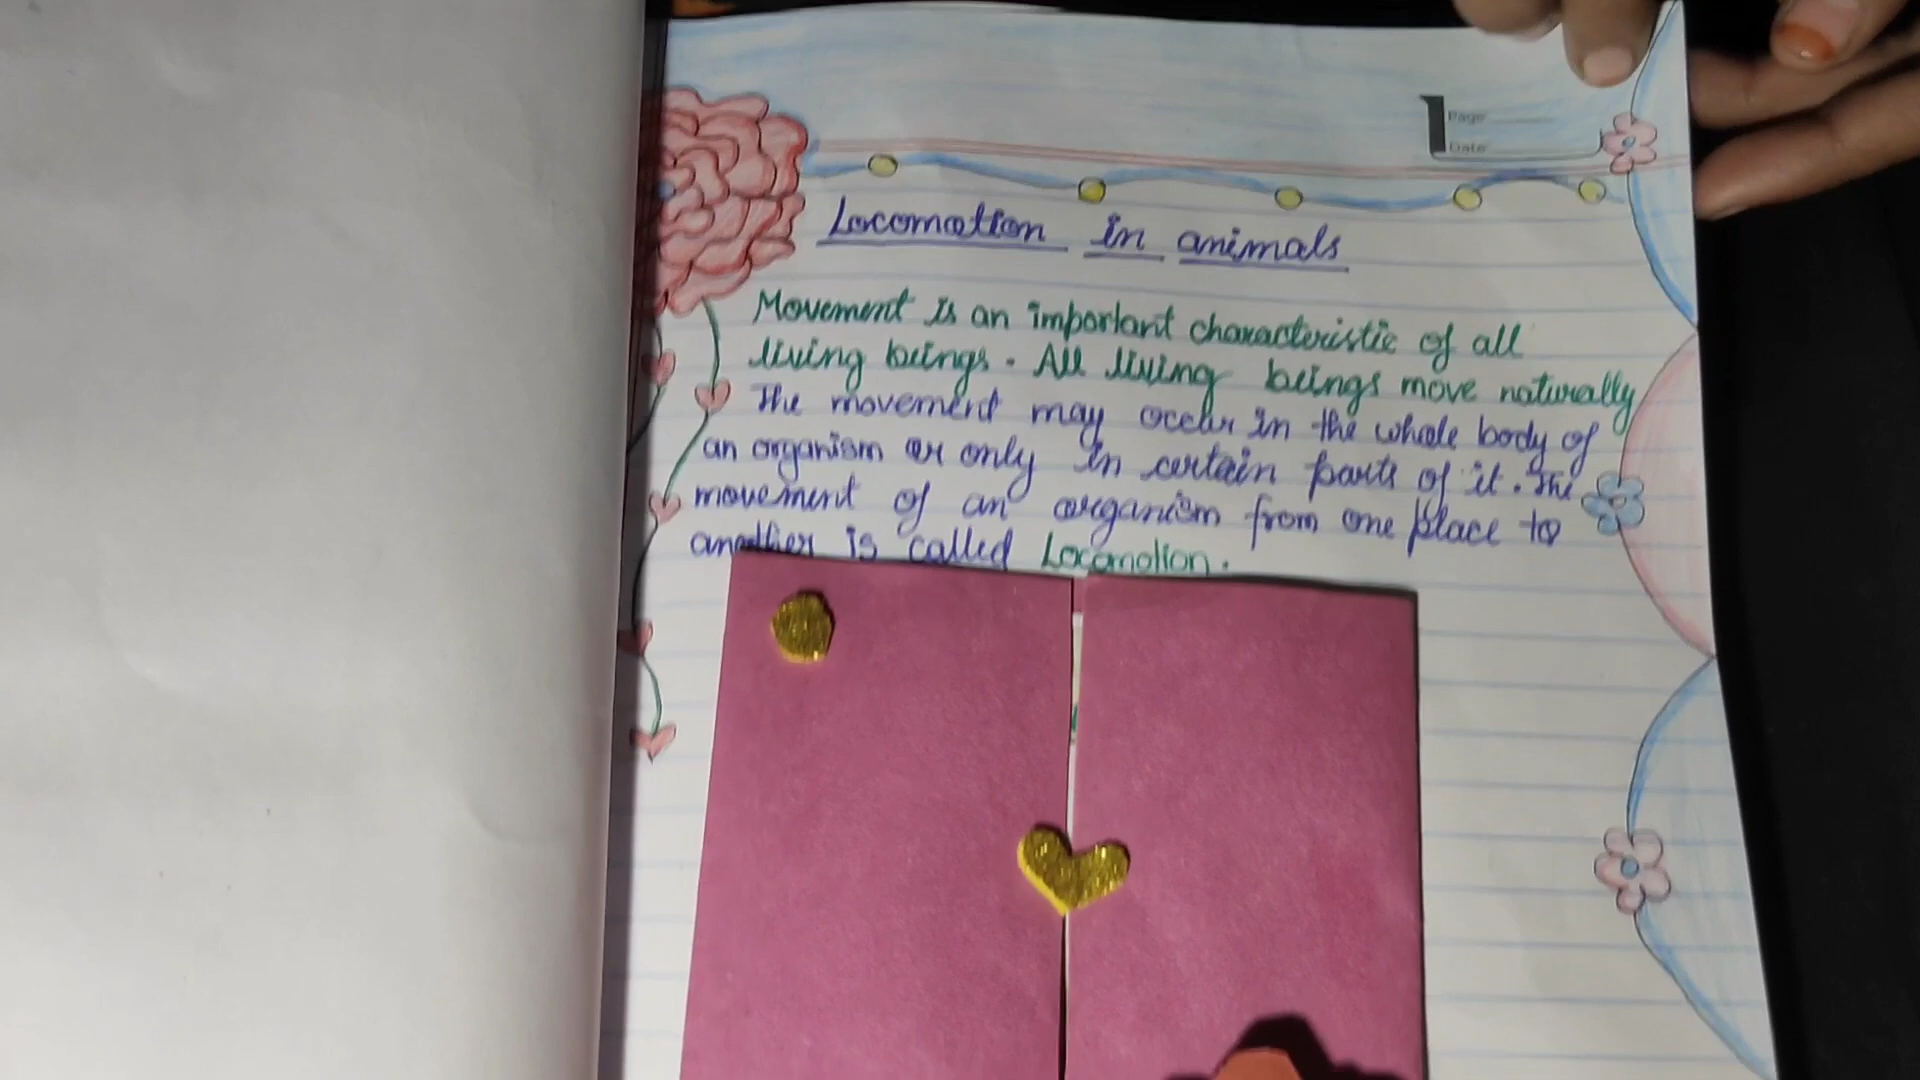 Page
Date
Locomotion in animals
Movement is an important characteristic of all
living beings. All living beings move naturally
The movement may occur in the whole body of
an organism or only in certain parts of it. The
movement of an organism from one place to
another is called Locomotion.